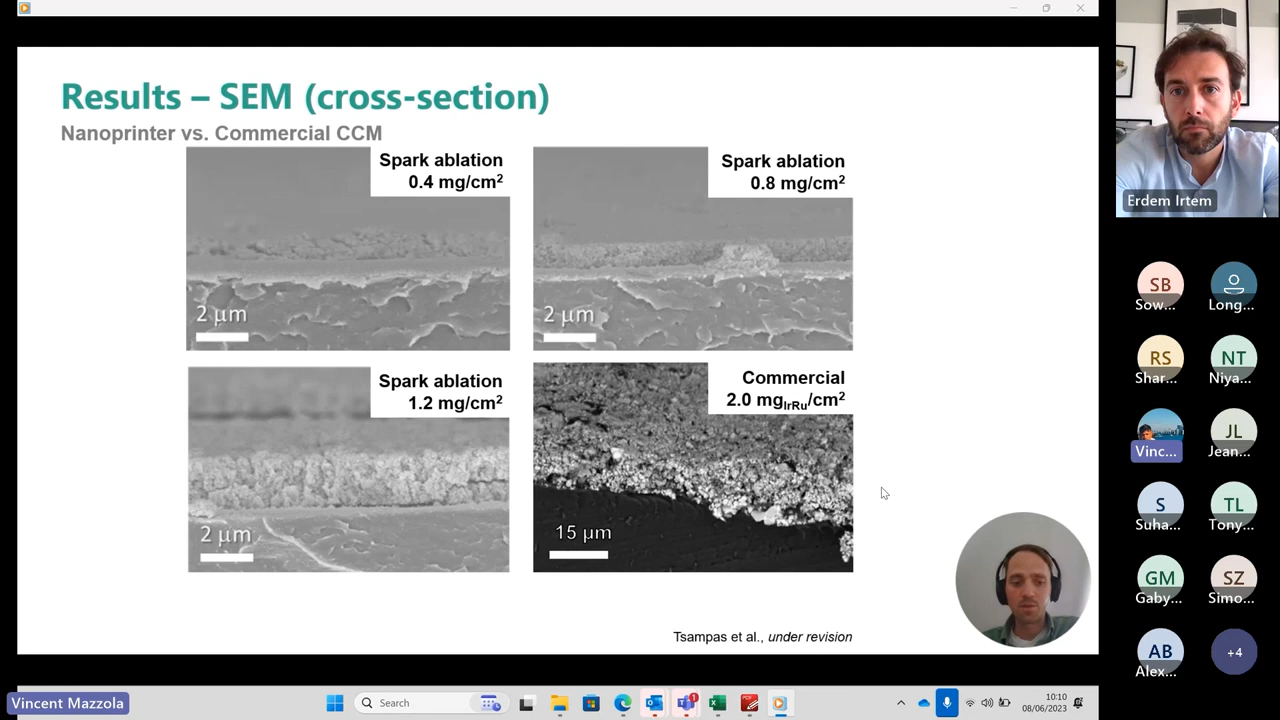 Results – SEM (cross-section)
Nanoprinter vs. Commercial CCM
Spark ablation
0.4 mg/cm²
2 μm
Spark ablation
0.8 mg/cm²
2 μm
Spark ablation
1.2 mg/cm²
2 μm
Commercial
2.0 mgIrRu/cm²
15 μm
Tsampas et al., under revision
Erdem Irtem
SB
Sow...
Long...
RS
Shar...
NT
Niya...
Vinc...
JL
Jean...
S
Suha...
TL
Tony...
GM
Gaby...
SZ
Simo...
AB
Alex...
+4
Vincent Mazzola
Search
1
10:10
08/06/2023